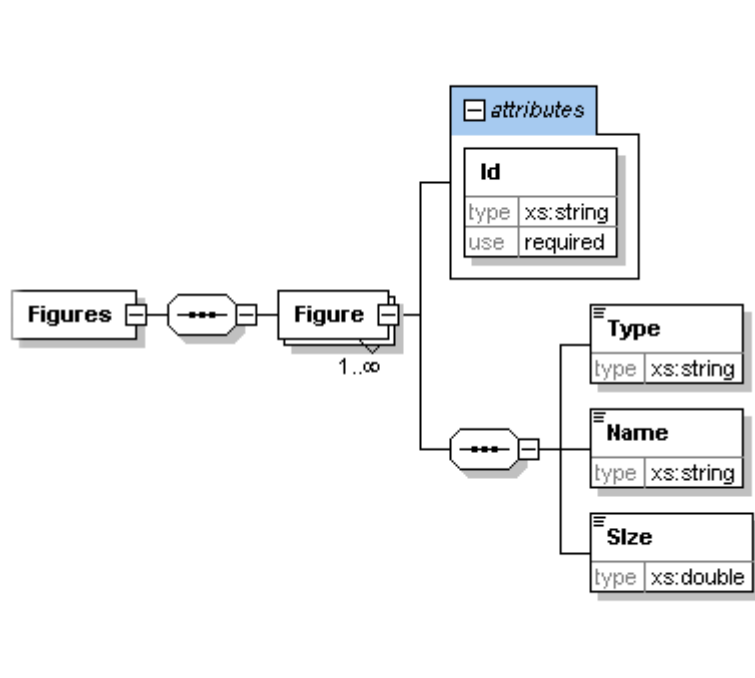 attributes
Id
type xs:string
use required
Figures
Figure
1..∞
Type
type xs:string
Name
type xs:string
SIze
type xs:double